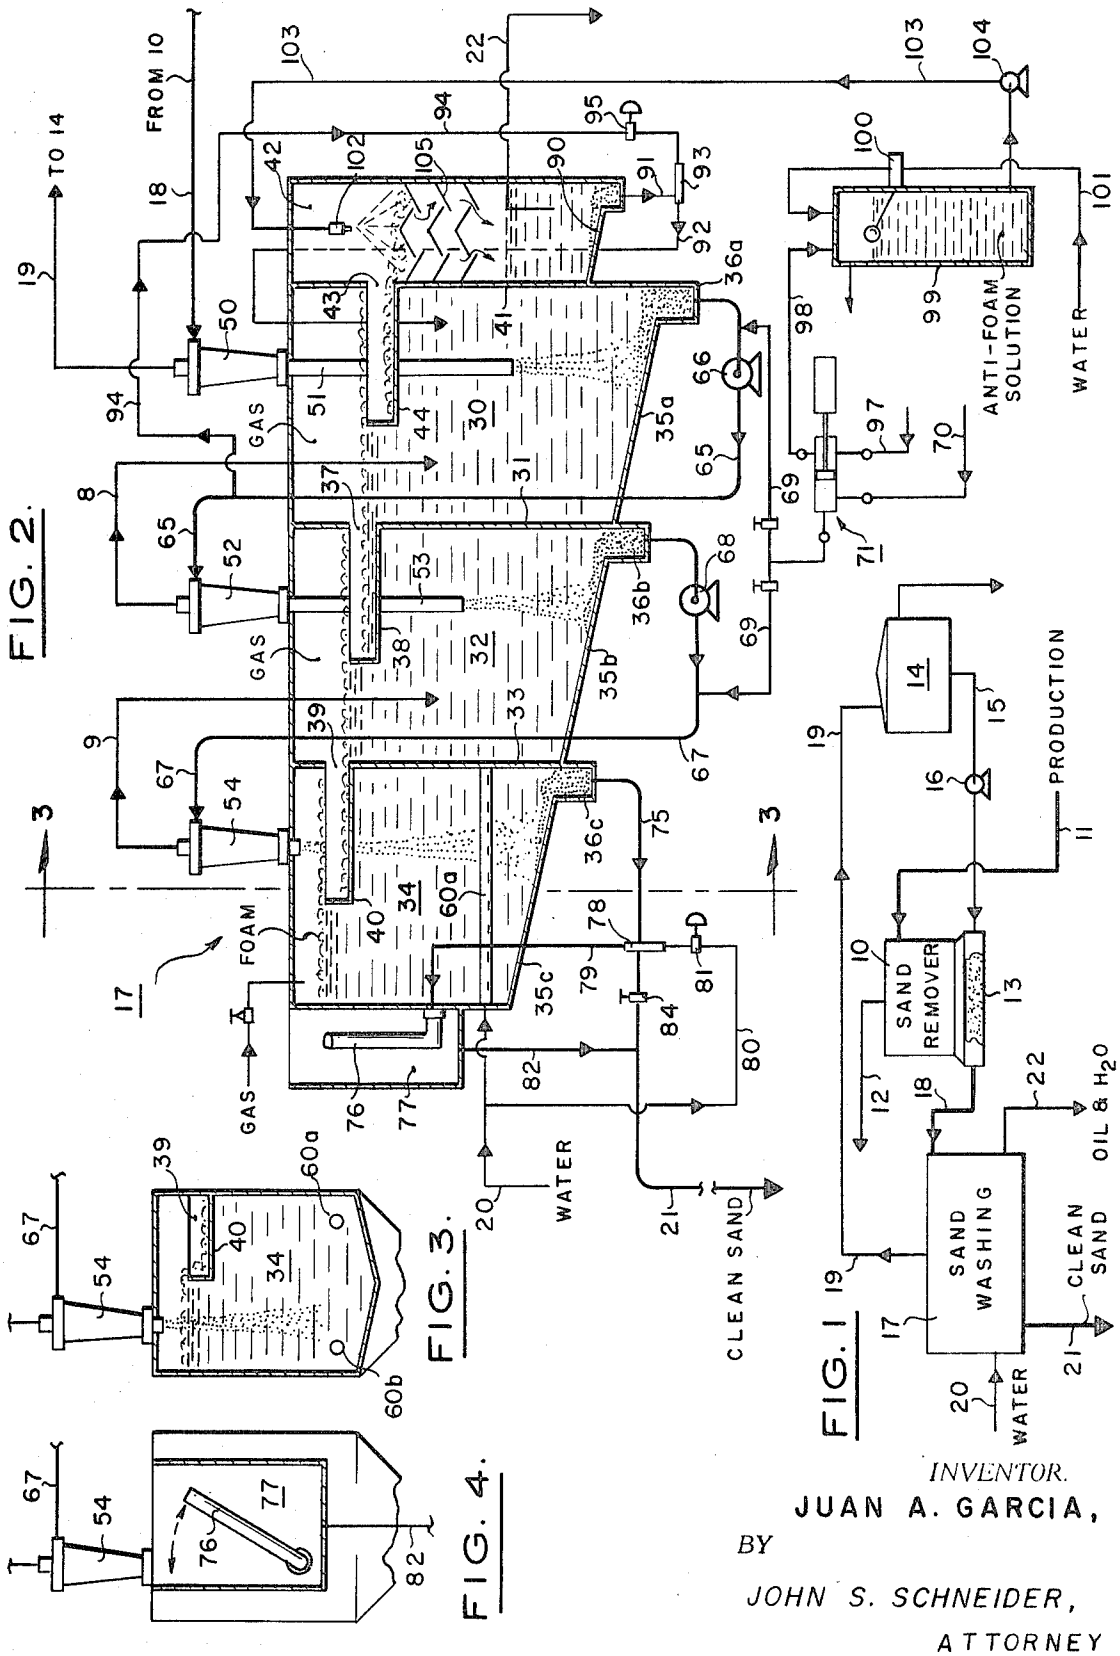 FIG. 2.
19
TO 14
FROM 10
18
94
50
51
GAS
8
65
52
53
37
38
GAS
9
67
54
39
40
3
17
FOAM
GAS
76
77
42
43
44
102
105
103
22
94
95
90
91
93
92
41
30
31
32
33
34
60a
35a
35b
35c
36a
36b
36c
66
65
68
67
69
69
75
3
78
79
81
84
80
82
20
WATER
21
CLEAN SAND
103
104
100
98
99
ANTI-FOAM
SOLUTION
101
WATER
97
70
71
67
54
39
40
34
60a
60b
FIG. 3.
67
54
76
77
82
FIG. 4.
FIG. 1
19
14
15
16
PRODUCTION
11
10
SAND
REMOVER
12
13
18
22
OIL & H2O
19
SAND
WASHING
17
20
WATER
21
CLEAN
SAND
INVENTOR.
JUAN A. GARCIA,
BY
JOHN S. SCHNEIDER,
ATTORNEY